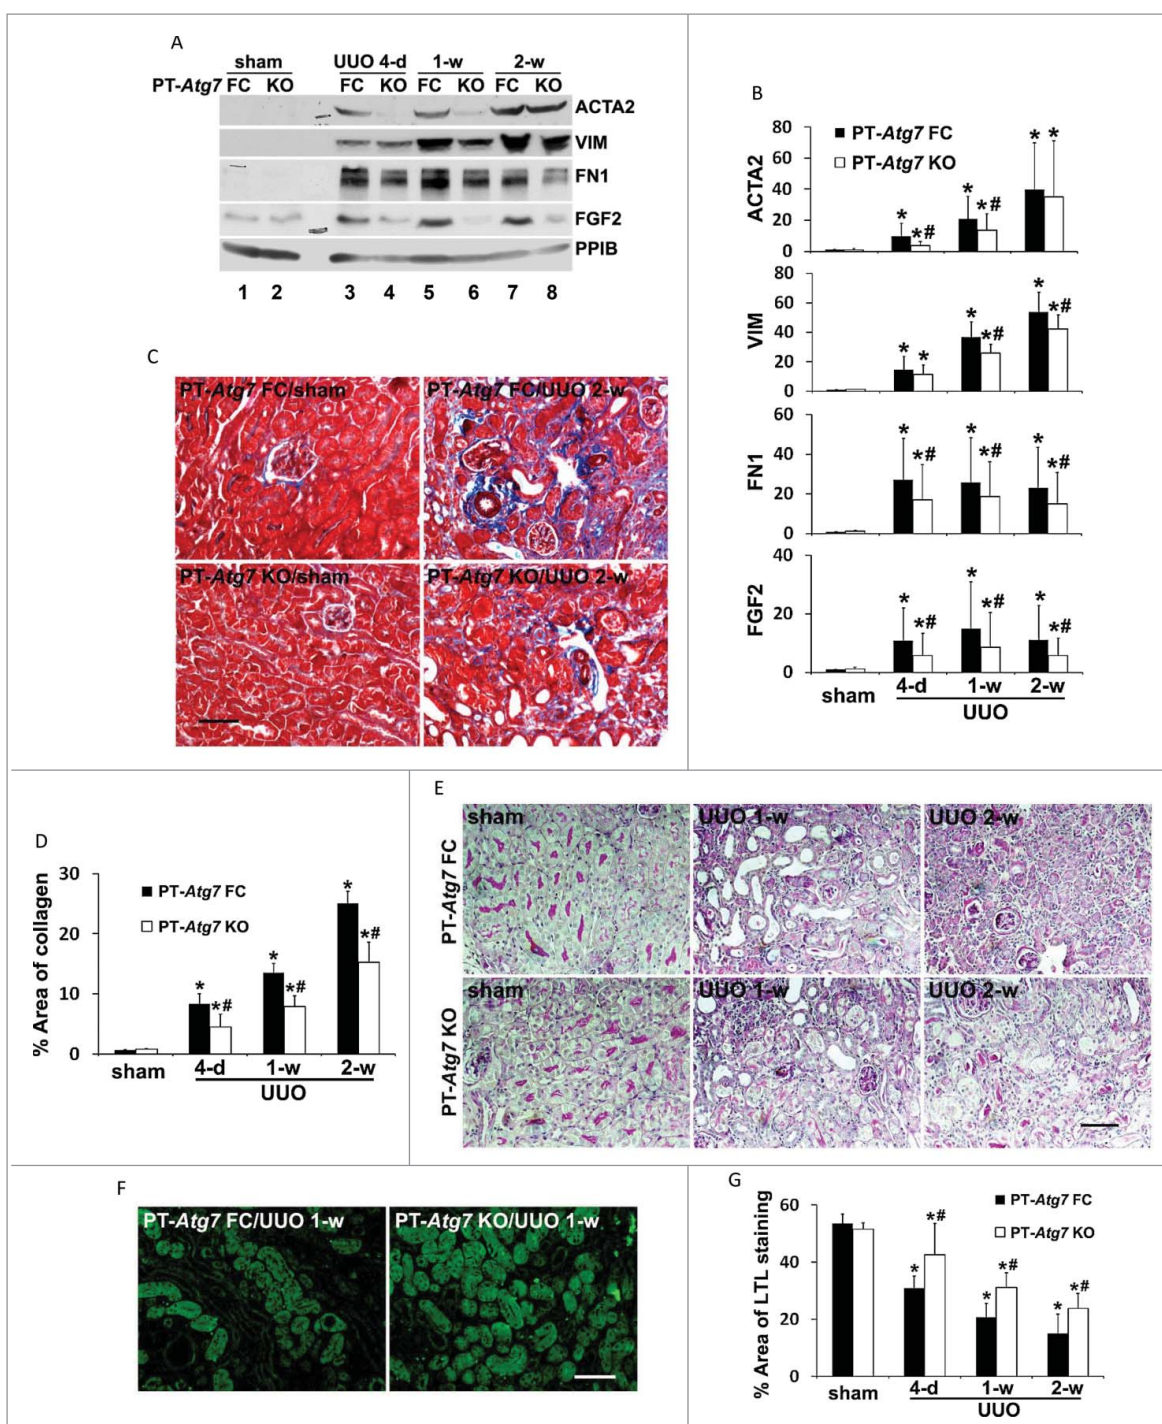 A
sham UUO 4-d 1-w 2-w
PT-Atg7 FC KO FC KO FC KO FC KO
ACTA2
VIM
FN1
FGF2
PPIB
1 2 3 4 5 6 7 8
B
PT-Atg7 FC
PT-Atg7 KO
ACTA2
80
60
40
20
0
* *# * *# * *
VIM
80
60
40
20
0
* * * *# * *#
FN1
60
40
20
0
* *# * *# * *#
FGF2
40
20
0
* *# * *# * *#
sham 4-d 1-w 2-w
UUO
C
PT-Atg7 FC/sham PT-Atg7 FC/UUO 2-w
PT-Atg7 KO/sham PT-Atg7 KO/UUO 2-w
D
% Area of collagen
30
20
10
0
PT-Atg7 FC
PT-Atg7 KO
* *# * *# * *#
sham 4-d 1-w 2-w
UUO
E
PT-Atg7 FC
sham UUO 1-w UUO 2-w
PT-Atg7 KO
sham UUO 1-w UUO 2-w
F
PT-Atg7 FC/UUO 1-w PT-Atg7 KO/UUO 1-w
G
% Area of LTL staining
60
40
20
0
PT-Atg7 FC
PT-Atg7 KO
* *# * *# * *#
sham 4-d 1-w 2-w
UUO